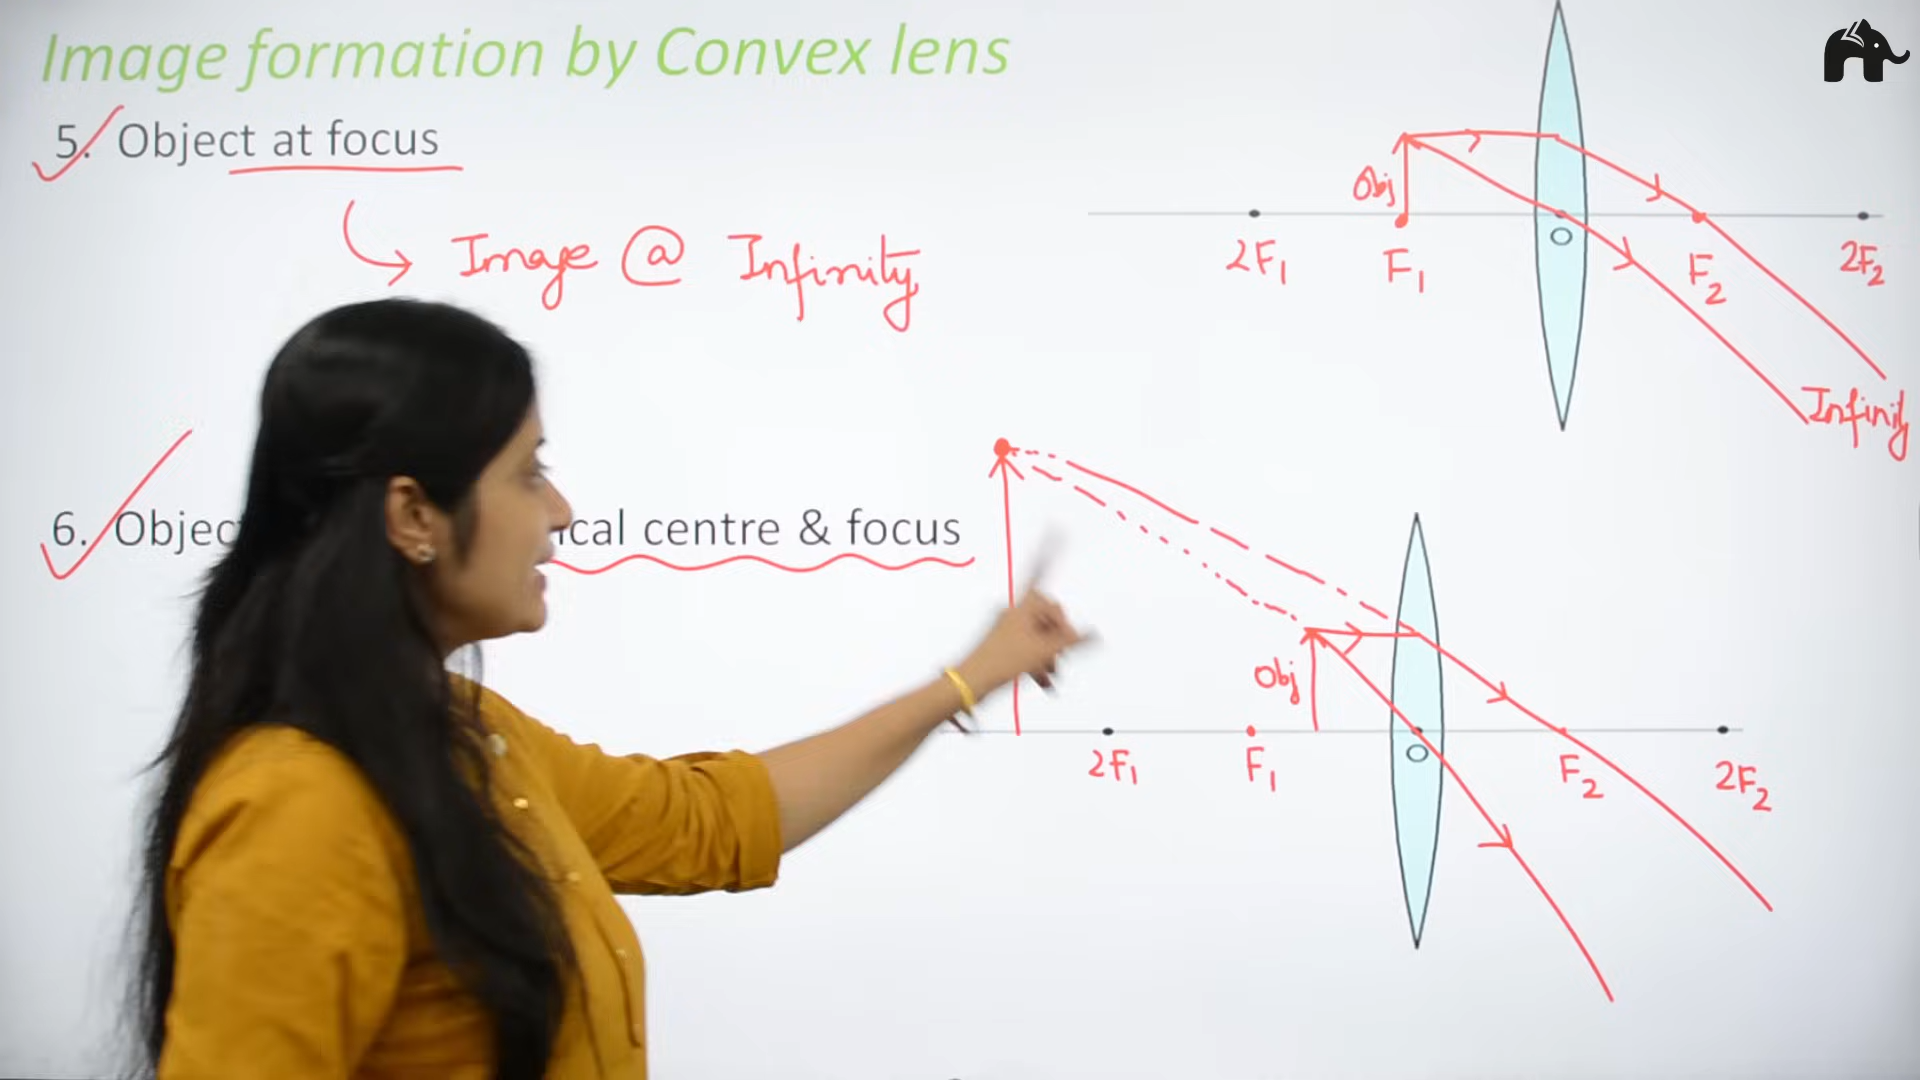 Image formation by Convex lens
5. Object at focus
Image @ Infinity
Obj
2F₁ F₁ O F₂ 2F₂
Infinity
6. Objec ical centre & focus
Obj
2F₁ F₁ O F₂ 2F₂